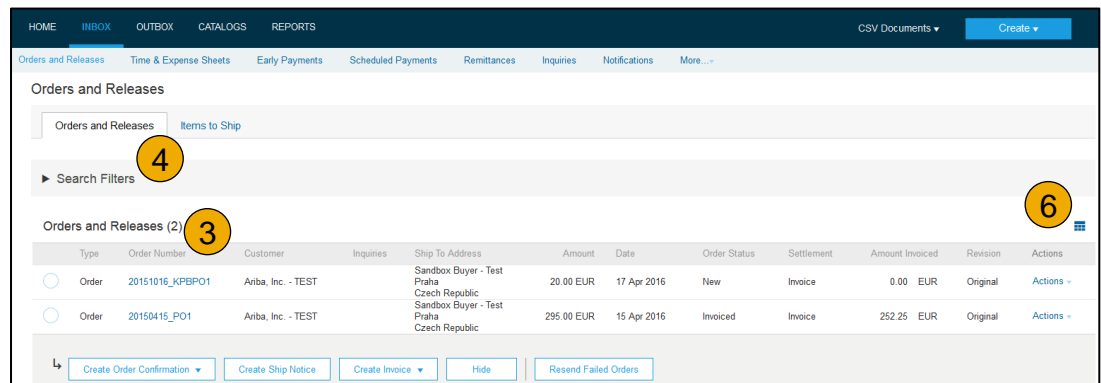 HOME INBOX OUTBOX CATALOGS REPORTS CSV Documents ▾ Create ▾
Orders and Releases Time & Expense Sheets Early Payments Scheduled Payments Remittances Inquiries Notifications More...
Orders and Releases
Orders and Releases Items to Ship
4
► Search Filters
6
Orders and Releases (2)
3
Type Order Number Customer Inquiries Ship To Address Amount Date Order Status Settlement Amount Invoiced Revision Actions
Sandbox Buyer - Test
Order 20151016_KPBPO1 Ariba, Inc. - TEST Praha 20.00 EUR 17 Apr 2016 New Invoice 0.00 EUR Original Actions
Czech Republic
Sandbox Buyer - Test
Order 20150415_PO1 Ariba, Inc. - TEST Praha 295.00 EUR 15 Apr 2016 Invoiced Invoice 252.25 EUR Original Actions
Czech Republic
Create Order Confirmation ▾ Create Ship Notice Create Invoice ▾ Hide Resend Failed Orders